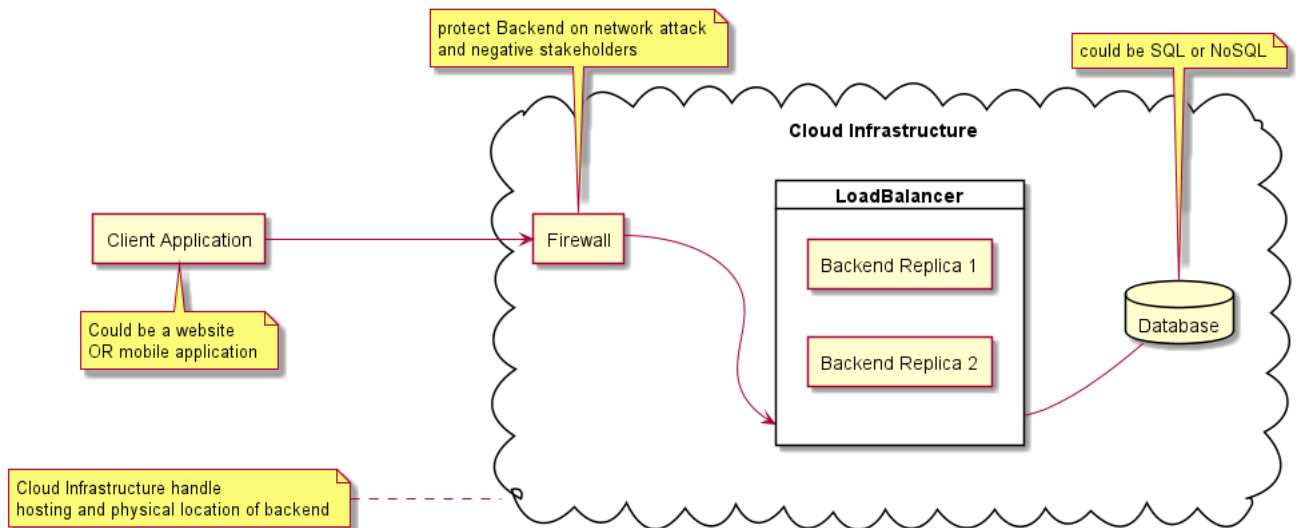 protect Backend on network attack
and negative stakeholders
could be SQL or NoSQL
Cloud Infrastructure
LoadBalancer
Client Application
Firewall
Backend Replica 1
Database
Could be a website
OR mobile application
Backend Replica 2
Cloud Infrastructure handle
hosting and physical location of backend